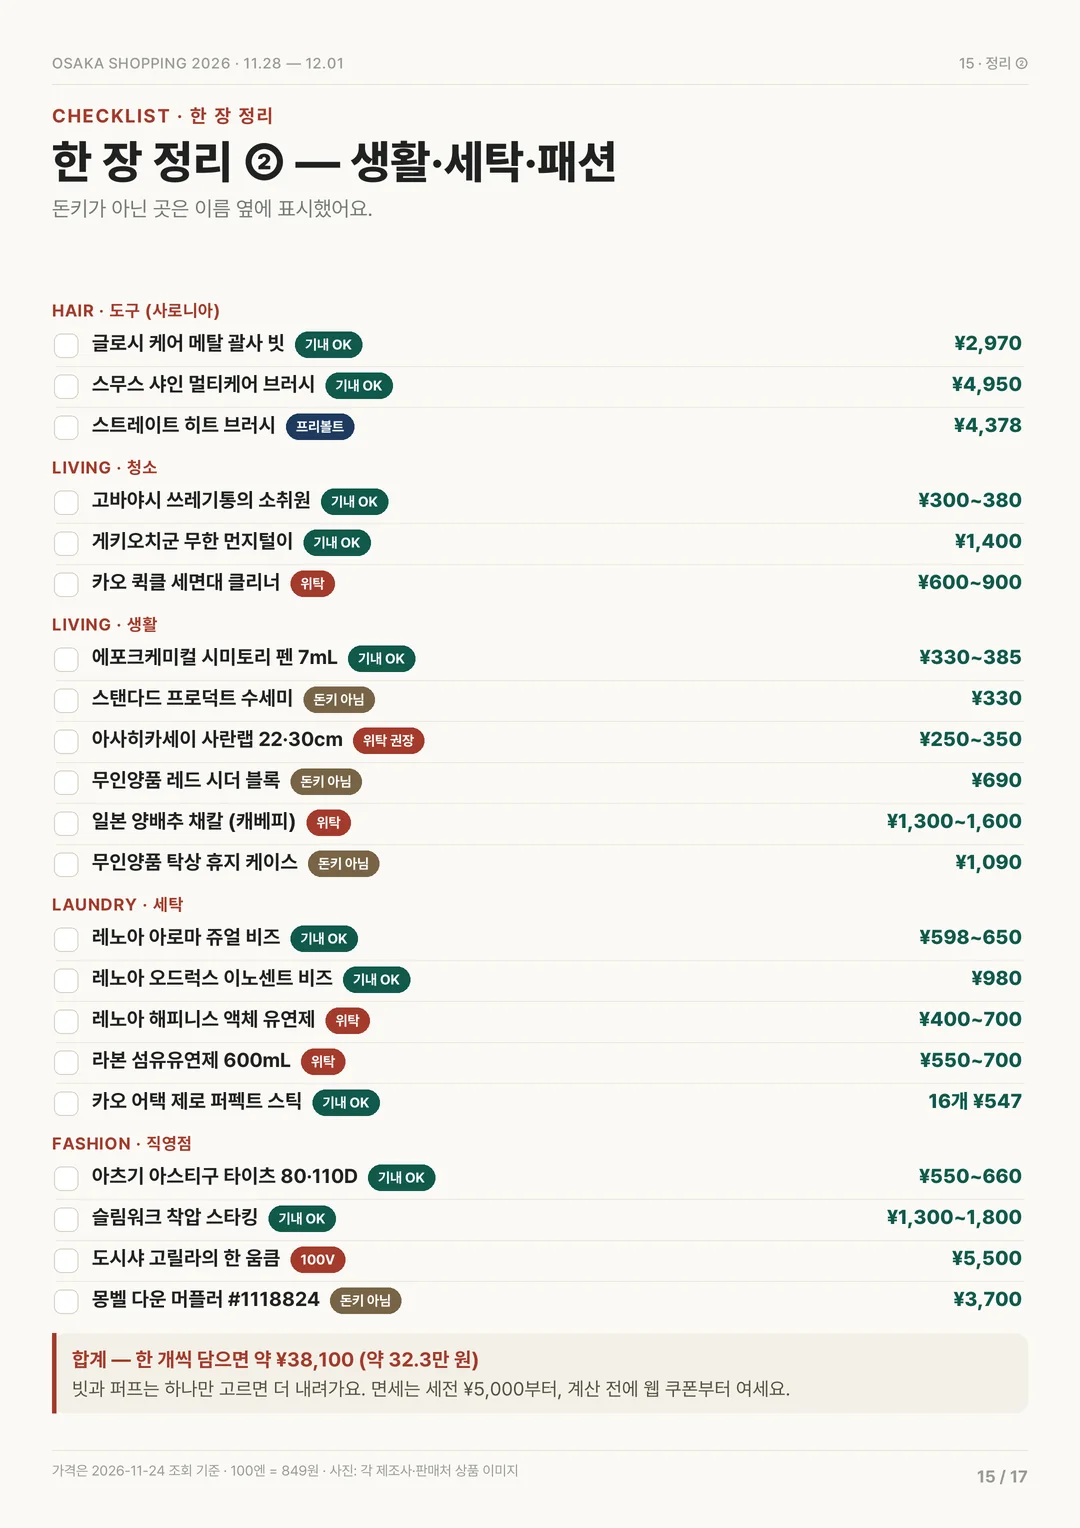 OSAKA SHOPPING 2026 · 11.28 — 12.01
15 · 정리 ②
CHECKLIST · 한 장 정리
한 장 정리 ② — 생활·세탁·패션
돈키가 아닌 곳은 이름 옆에 표시했어요.
HAIR · 도구 (사로니아)
글로시 케어 메탈 괄사 빗 기내 OK ¥2,970
스무스 샤인 멀티케어 브러시 기내 OK ¥4,950
스트레이트 히트 브러시 프리볼트 ¥4,378
LIVING · 청소
고바야시 쓰레기통의 소취원 기내 OK ¥300~380
게키오치군 무한 먼지털이 기내 OK ¥1,400
카오 퀵클 세면대 클리너 위탁 ¥600~900
LIVING · 생활
에포크케미컬 시미토리 펜 7mL 기내 OK ¥330~385
스탠다드 프로덕트 수세미 돈키 아님 ¥330
아사히카세이 사란랩 22·30cm 위탁 권장 ¥250~350
무인양품 레드 시더 블록 돈키 아님 ¥690
일본 양배추 채칼 (캐베피) 위탁 ¥1,300~1,600
무인양품 탁상 휴지 케이스 돈키 아님 ¥1,090
LAUNDRY · 세탁
레노아 아로마 쥬얼 비즈 기내 OK ¥598~650
레노아 오드럭스 이노센트 비즈 기내 OK ¥980
레노아 해피니스 액체 유연제 위탁 ¥400~700
라본 섬유유연제 600mL 위탁 ¥550~700
카오 어택 제로 퍼펙트 스틱 기내 OK 16개 ¥547
FASHION · 직영점
아츠기 아스티구 타이츠 80·110D 기내 OK ¥550~660
슬림워크 착압 스타킹 기내 OK ¥1,300~1,800
도시샤 고릴라의 한 움큼 100V ¥5,500
몽벨 다운 머플러 #1118824 돈키 아님 ¥3,700
합계 — 한 개씩 담으면 약 ¥38,100 (약 32.3만 원)
빗과 퍼프는 하나만 고르면 더 내려가요. 면세는 세전 ¥5,000부터, 계산 전에 웹 쿠폰부터 여세요.
가격은 2026-11-24 조회 기준 · 100엔 = 849원 · 사진: 각 제조사·판매처 상품 이미지
15 / 17